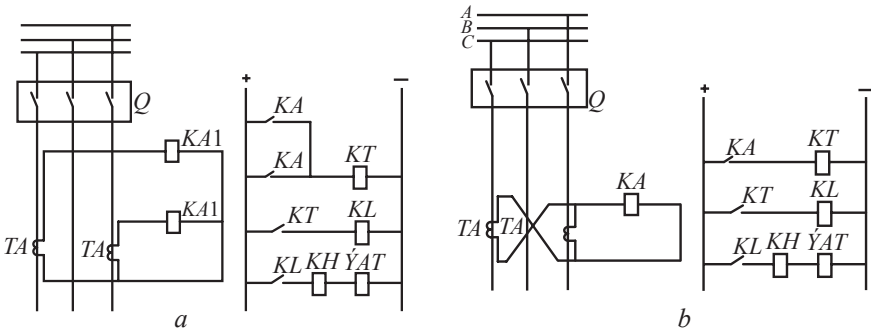 Q
KA1
KA1
TA
TA
+
—
KA
KA
KT
KT
KL
KL
KH
ÝAT
a
A
B
C
Q
KA
TA
TA
+
—
KA
KT
KT
KL
KL
KH
ÝAT
b